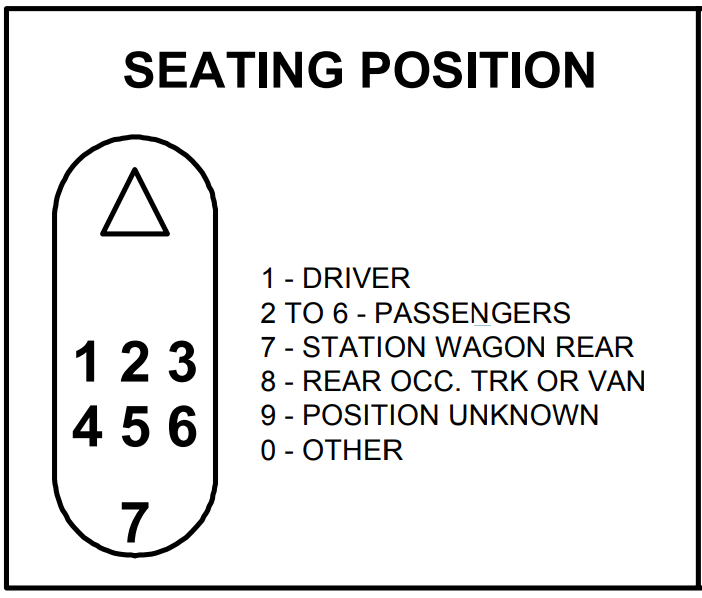 SEATING POSITION
1 2 3
4 5 6
7
1 - DRIVER
2 TO 6 - PASSENGERS
7 - STATION WAGON REAR
8 - REAR OCC. TRK OR VAN
9 - POSITION UNKNOWN
0 - OTHER